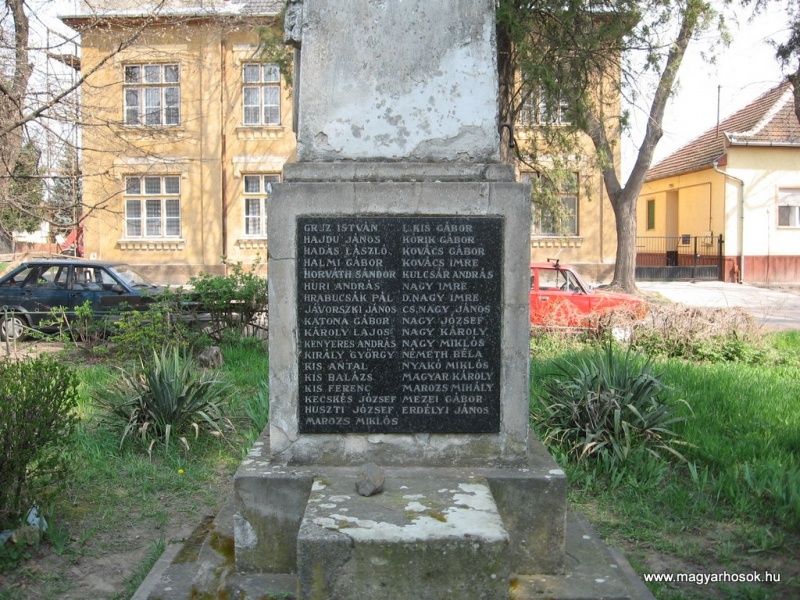 GRÚZ ISTVÁN
HAJDU JÁNOS
HADAS LÁSZLÓ
HALMI GÁBOR
HORVÁTH SÁNDOR
HURI ANDRÁS
HRABUCSÁK PÁL
JÁVORSZKI JÁNOS
KATONA GÁBOR
KÁROLYI LAJOS
KENYERES ANDRÁS
KIRÁLY GYÖRGY
KIS ANTAL
KIS BALÁZS
KIS FERENC
KECSKÉS JÓZSEF
HUSZTI JÓZSEF
MAROZS MIKLÓS
L. KIS GÁBOR
KORIK GÁBOR
KOVÁCS GÁBOR
KOVÁCS IMRE
KULCSÁR ANDRÁS
NAGY IMRE
D. NAGY IMRE
CS. NAGY JÁNOS
NAGY JÓZSEF
NAGY KÁROLY
NAGY MIKLÓS
NÉMETH BÉLA
NYAKÓ MIKLÓS
MAGYAR KÁROLY
MAROZS MIHÁLY
MEZEI GÁBOR
ERDÉLYI JÁNOS
www.magyarhosok.hu